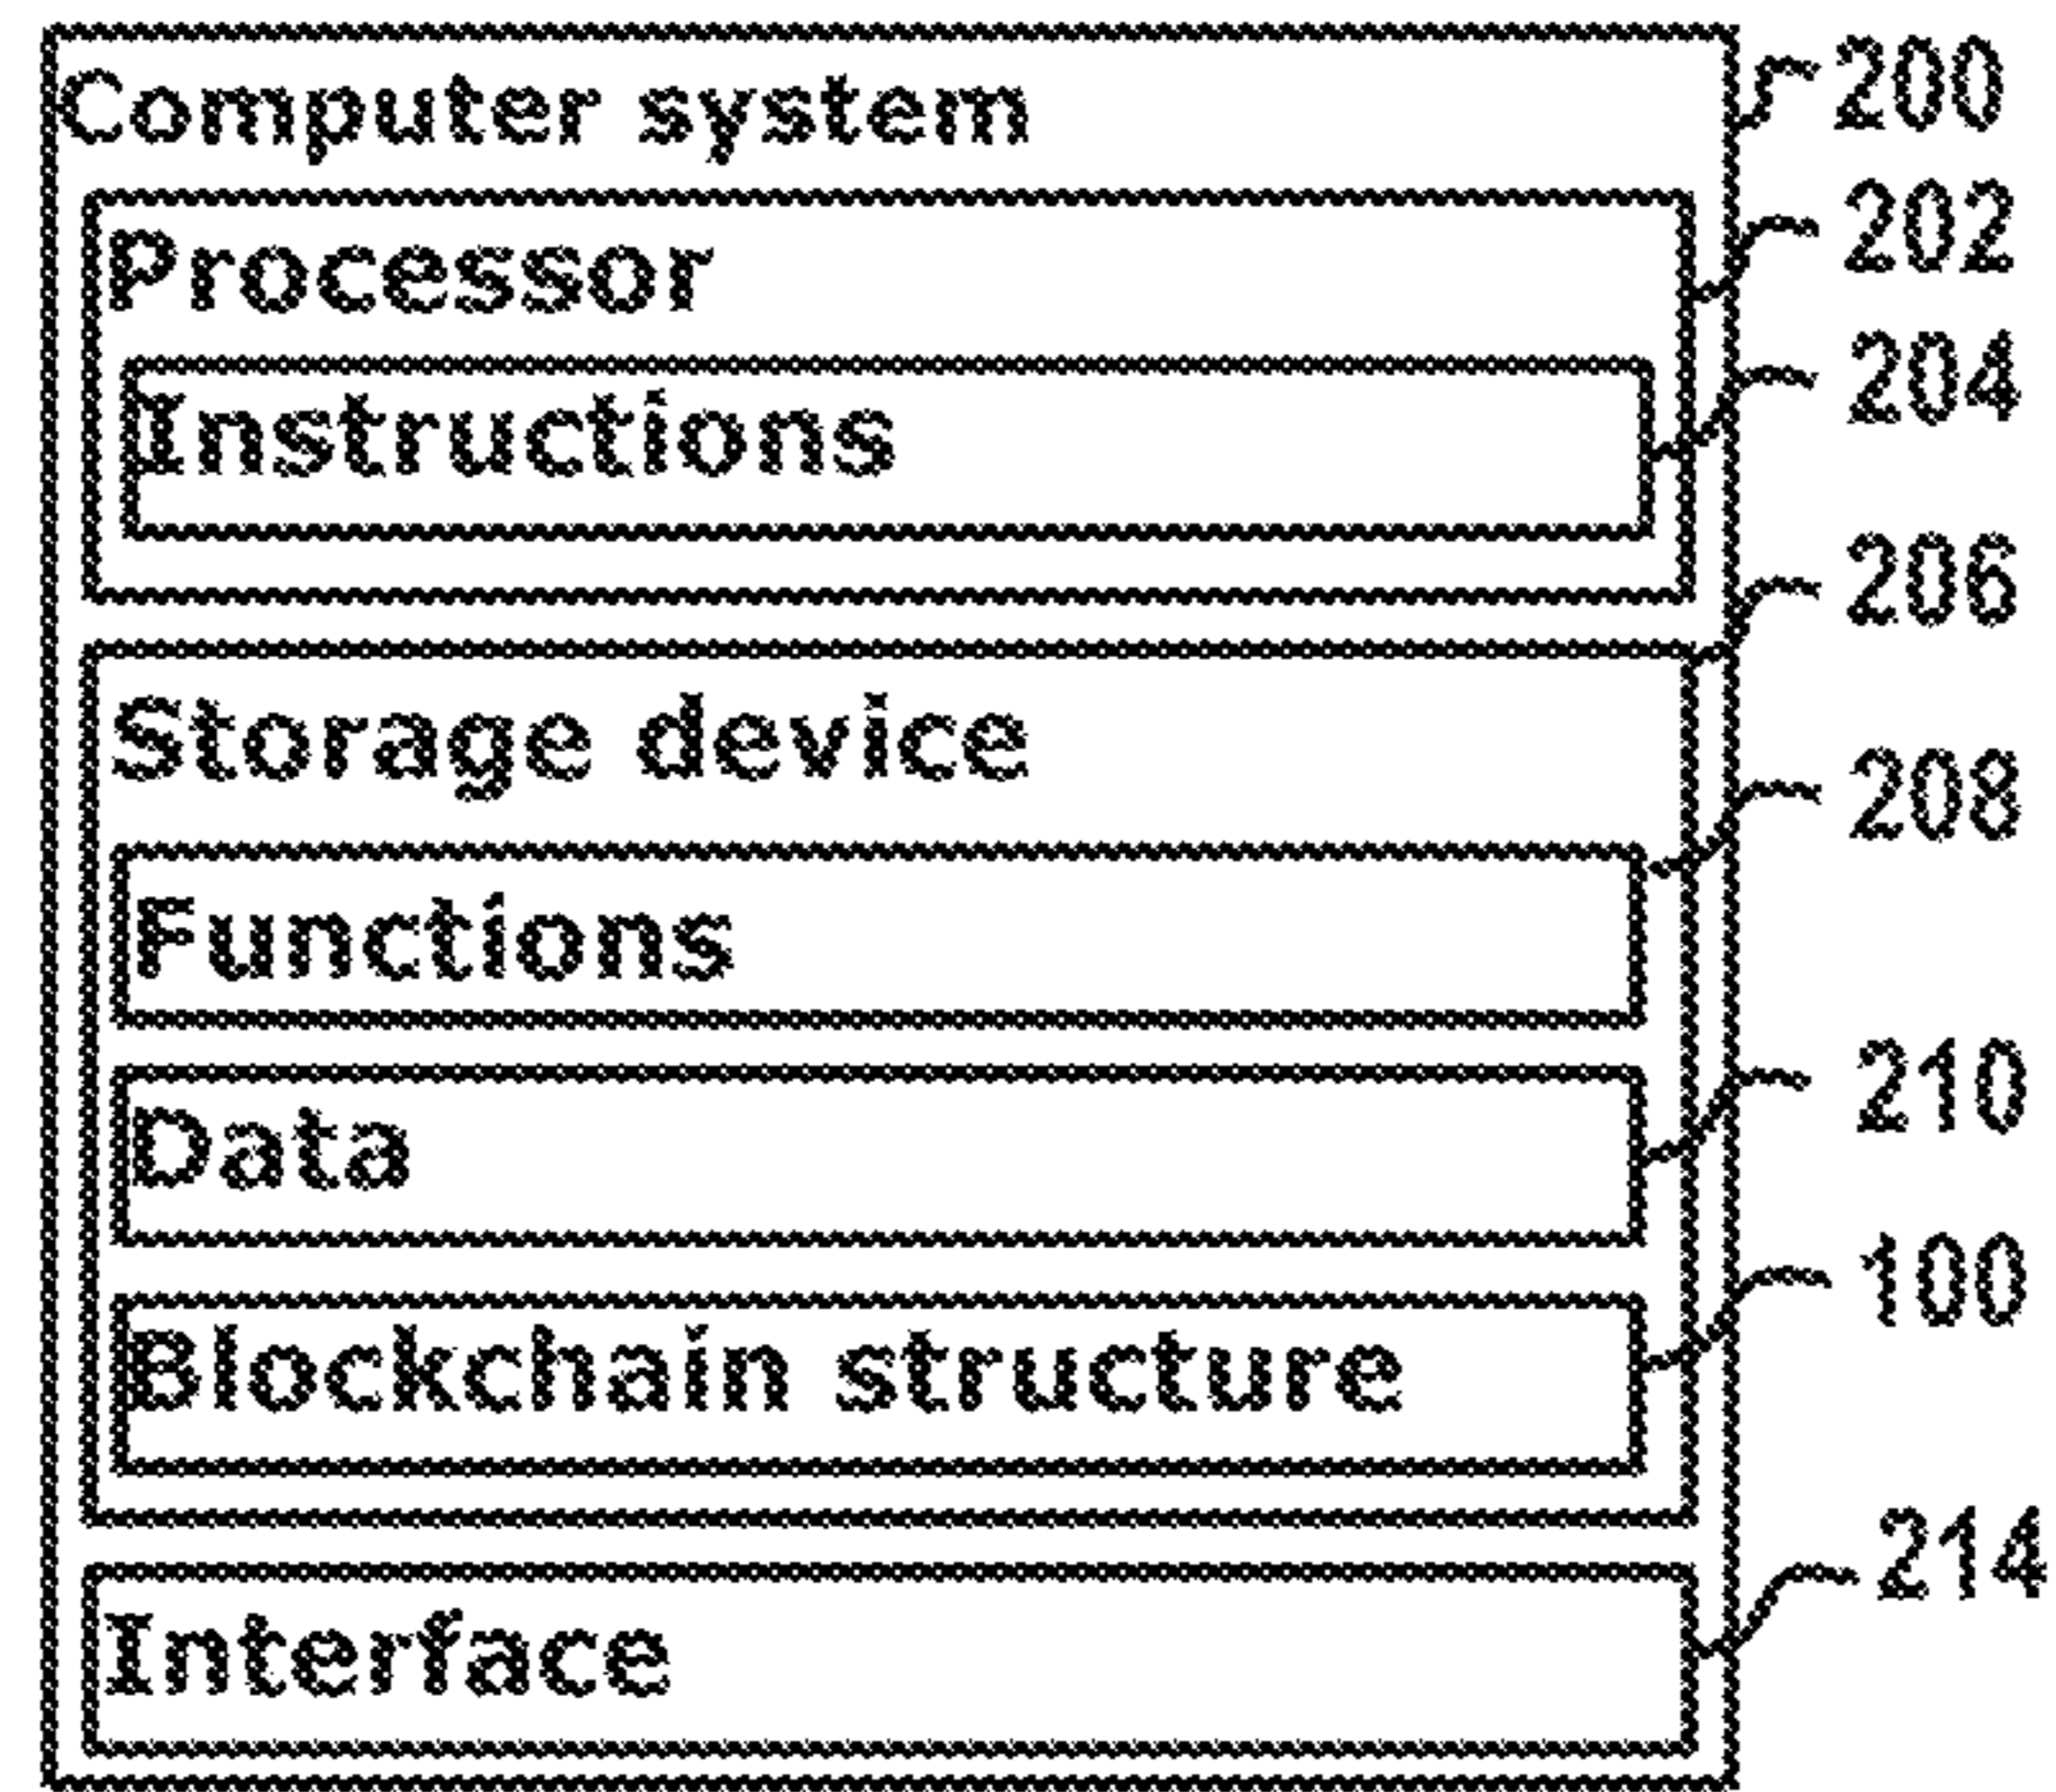 Computer system 200
Processor 202
Instructions 204
206
Storage device
208
Functions
210
Data
100
Blockchain structure
214
Interface